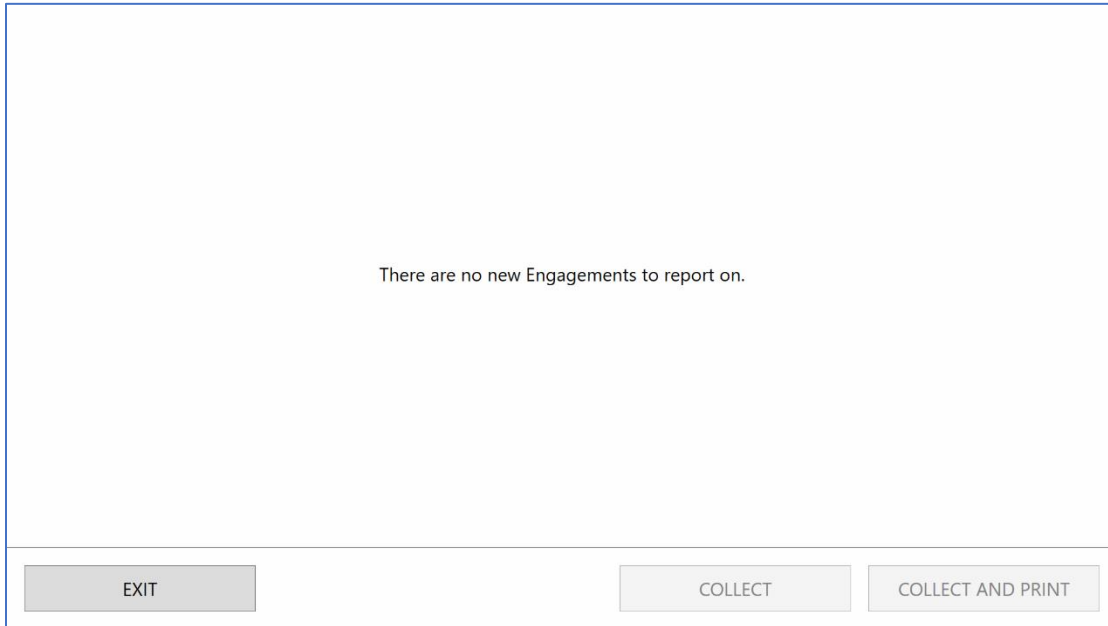 There are no new Engagements to report on.
EXIT
COLLECT
COLLECT AND PRINT